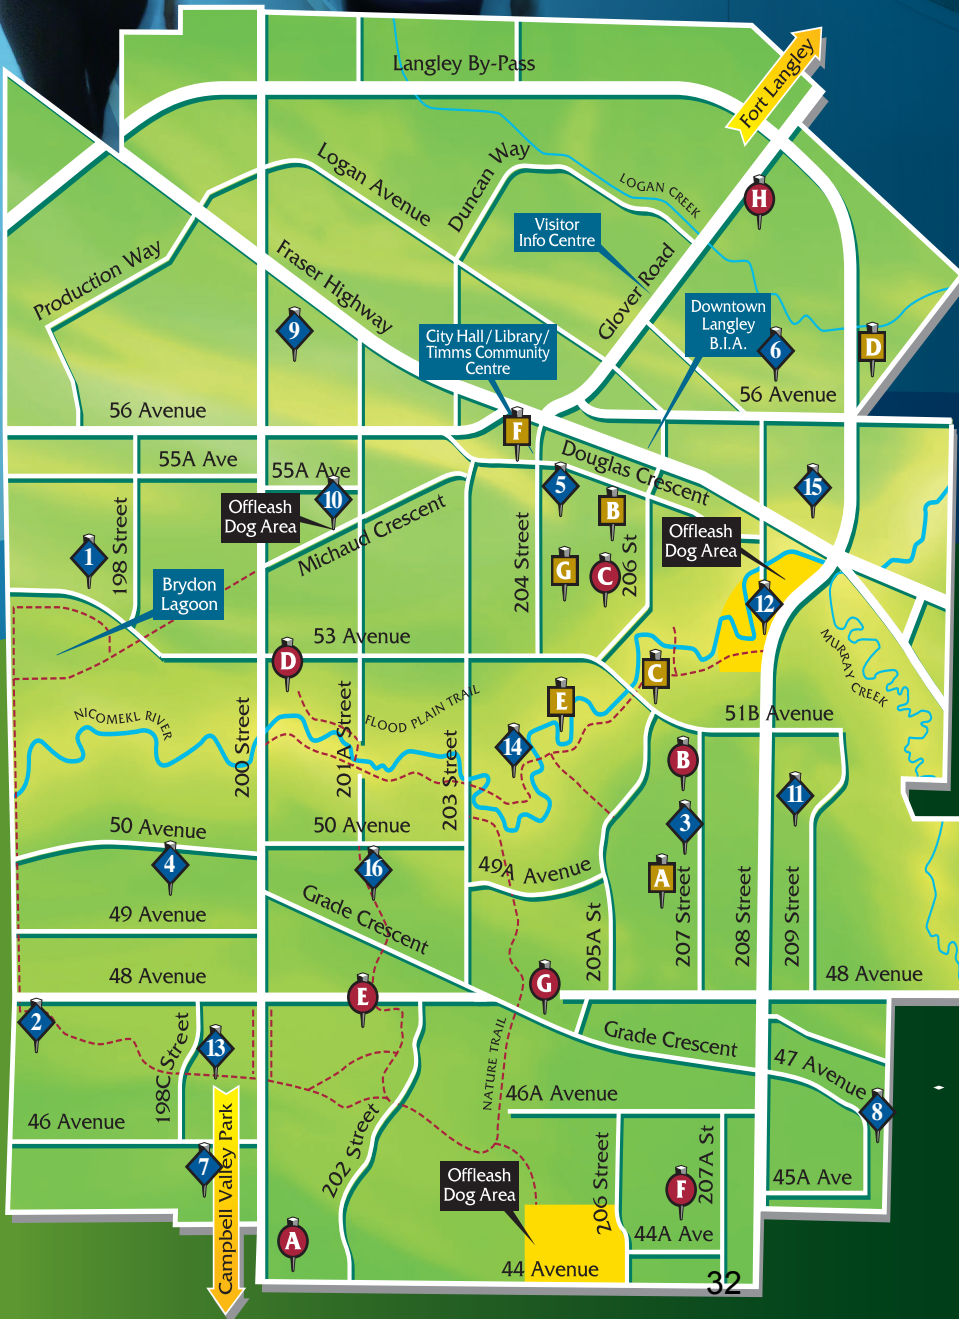 Langley By-Pass
Fort Langley
Logan Avenue
Duncan Way
LOGAN CREEK
H
Visitor
Info Centre
Production Way
Fraser Highway
Glover Road
9
City Hall / Library /
Timms Community
Centre
Downtown
Langley
B.I.A.
6
D
56 Avenue
56 Avenue
F
55A Ave
55A Ave
Douglas Crescent
10
5
15
Offleash
Dog Area
B
198 Street
Michaud Crescent
204 Street
206 St
Offleash
Dog Area
1
G
C
12
Brydon
Lagoon
53 Avenue
D
C
MURRAY CREEK
E
NICOMEKL RIVER
200 Street
201A Street
FLOOD PLAIN TRAIL
203 Street
14
51B Avenue
B
11
3
50 Avenue
50 Avenue
4
16
49A Avenue
A
49 Avenue
Grade Crescent
205A St
207 Street
208 Street
209 Street
48 Avenue
48 Avenue
E
G
2
13
198C Street
NATURE TRAIL
Grade Crescent
47 Avenue
46A Avenue
8
46 Avenue
202 Street
7
Campbell Valley Park
Offleash
Dog Area
206 Street
F
207A St
45A Ave
A
44A Ave
44 Avenue
32